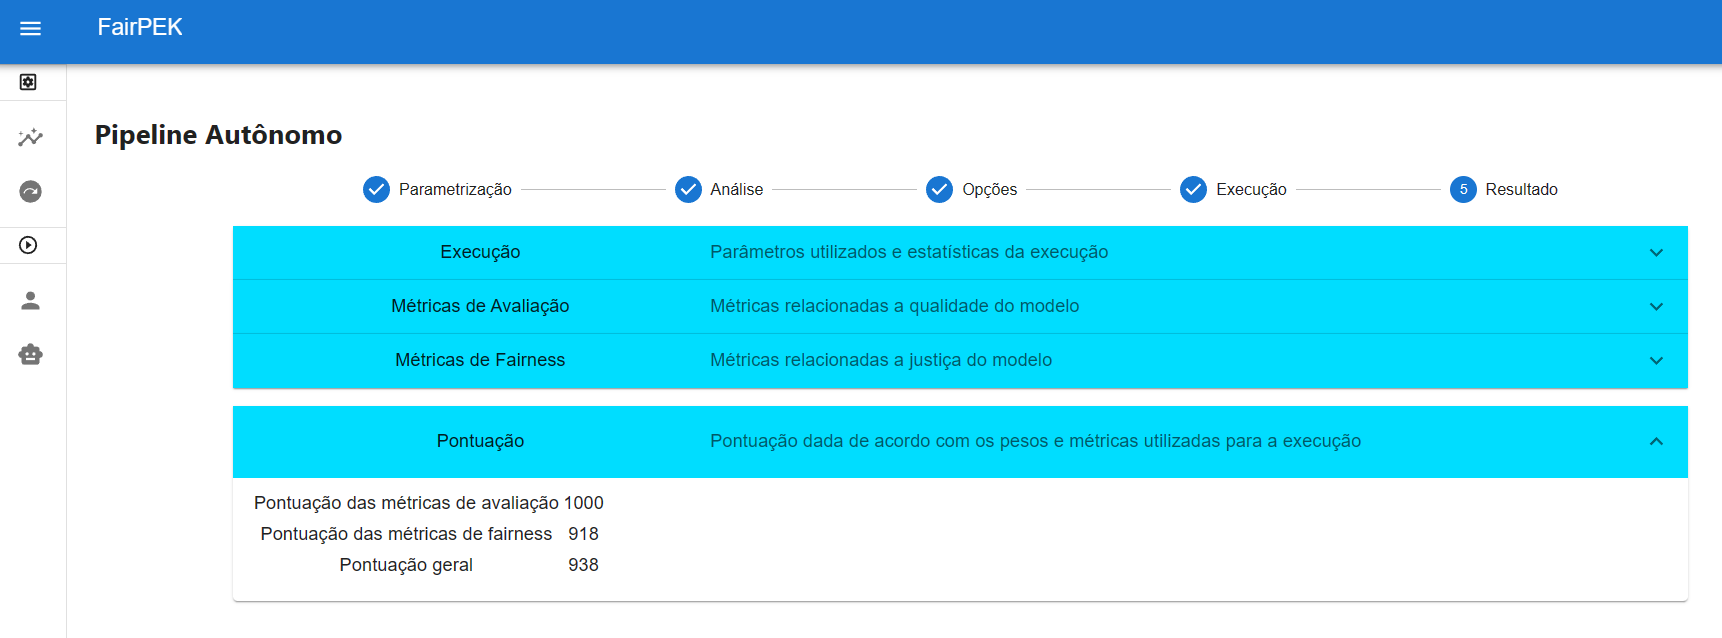 FairPEK
Pipeline Autônomo
Parametrização Análise Opções Execução 5 Resultado
Execução Parâmetros utilizados e estatísticas da execução
Métricas de Avaliação Métricas relacionadas a qualidade do modelo
Métricas de Fairness Métricas relacionadas a justiça do modelo
Pontuação Pontuação dada de acordo com os pesos e métricas utilizadas para a execução
Pontuação das métricas de avaliação 1000
Pontuação das métricas de fairness 918
Pontuação geral 938